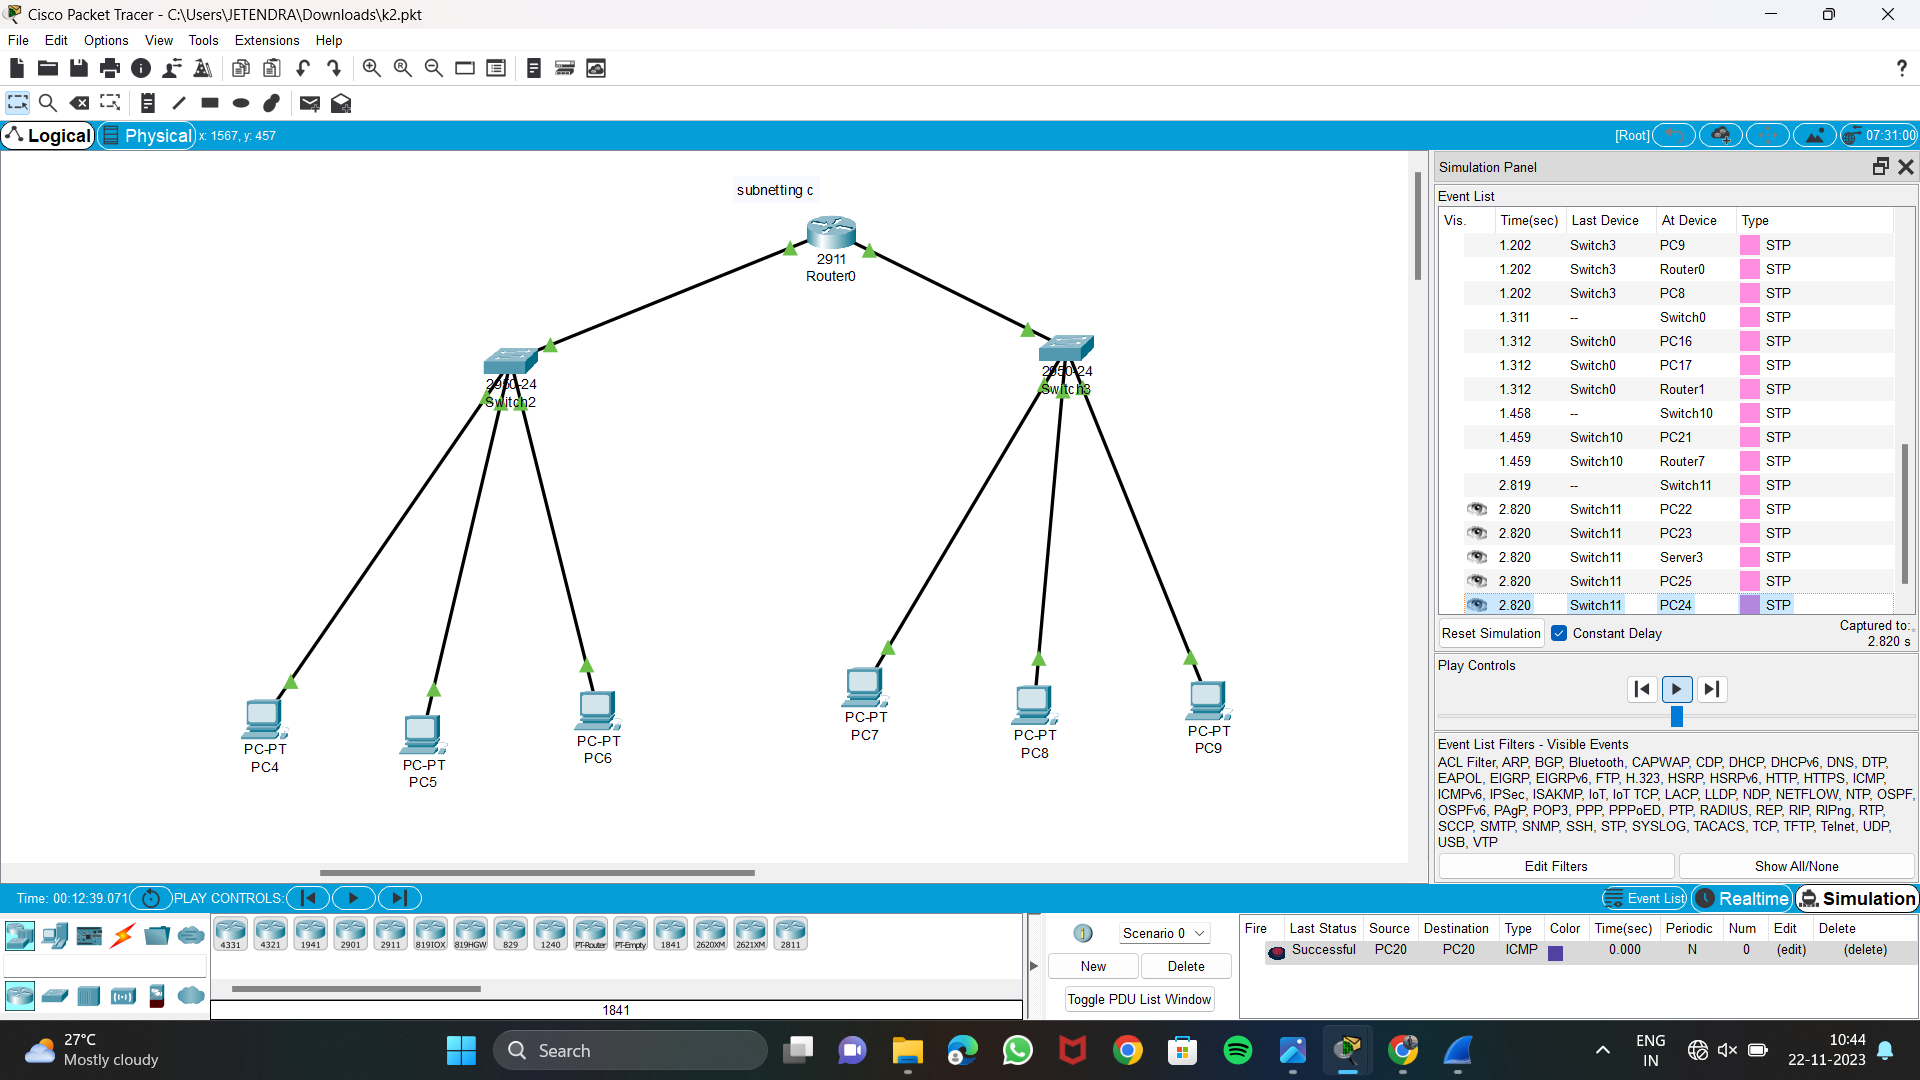 Cisco Packet Tracer - C:\Users\JETENDRA\Downloads\k2.pkt
File Edit Options View Tools Extensions Help
?
Logical Physical x: 1567, y: 457 [Root] 07:31:00
subnetting c
2911
Router0
2950-24
Switch2
2950-24
Switch3
PC-PT
PC4
PC-PT
PC5
PC-PT
PC6
PC-PT
PC7
PC-PT
PC8
PC-PT
PC9
Simulation Panel
Event List
Vis. Time(sec) Last Device At Device Type
1.202 Switch3 PC9 STP
1.202 Switch3 Router0 STP
1.202 Switch3 PC8 STP
1.311 -- Switch0 STP
1.312 Switch0 PC16 STP
1.312 Switch0 PC17 STP
1.312 Switch0 Router1 STP
1.458 -- Switch10 STP
1.459 Switch10 PC21 STP
1.459 Switch10 Router7 STP
2.819 -- Switch11 STP
2.820 Switch11 PC22 STP
2.820 Switch11 PC23 STP
2.820 Switch11 Server3 STP
2.820 Switch11 PC25 STP
2.820 Switch11 PC24 STP
Reset Simulation Constant Delay Captured to:
2.820 s
Play Controls
Event List Filters - Visible Events
ACL Filter, ARP, BGP, Bluetooth, CAPWAP, CDP, DHCP, DHCPv6, DNS, DTP,
EAPOL, EIGRP, EIGRPv6, FTP, H.323, HSRP, HSRPv6, HTTP, HTTPS, ICMP,
ICMPv6, IPSec, ISAKMP, IoT, IoT TCP, LACP, LLDP, NDP, NETFLOW, NTP, OSPF,
OSPFv6, PAgP, POP3, PPP, PPPoED, PTP, RADIUS, REP, RIP, RIPng, RTP,
SCCP, SMTP, SNMP, SSH, STP, SYSLOG, TACACS, TCP, TFTP, Telnet, UDP,
USB, VTP
Edit Filters Show All/None
Time: 00:12:39.071 PLAY CONTROLS: Event List Realtime Simulation
4331 4321 1941 2901 2911 819IOX 819HGW 829 1240 PT-Router PT-Empty 1841 2620XM 2621XM 2811
1841
Scenario 0
New Delete
Toggle PDU List Window
Fire Last Status Source Destination Type Color Time(sec) Periodic Num Edit Delete
Successful PC20 PC20 ICMP 0.000 N 0 (edit) (delete)
27°C
Mostly cloudy
Search
ENG
IN
10:44
22-11-2023